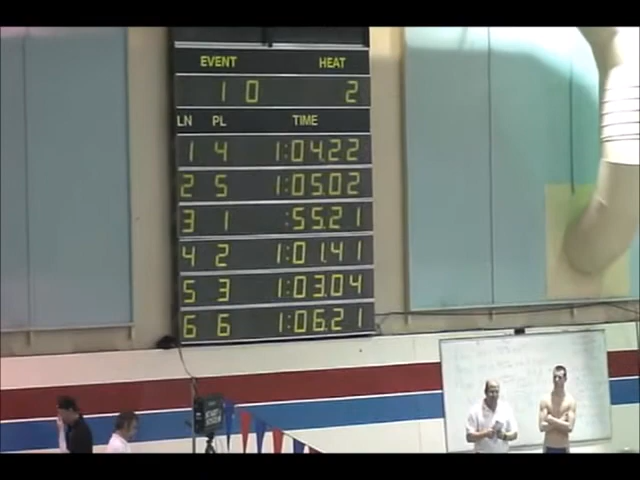 EVENT HEAT
10 2
LN PL TIME
1 4 1:04.22
2 5 1:05.02
3 1 :55.21
4 2 1:01.41
5 3 1:03.04
6 6 1:06.21